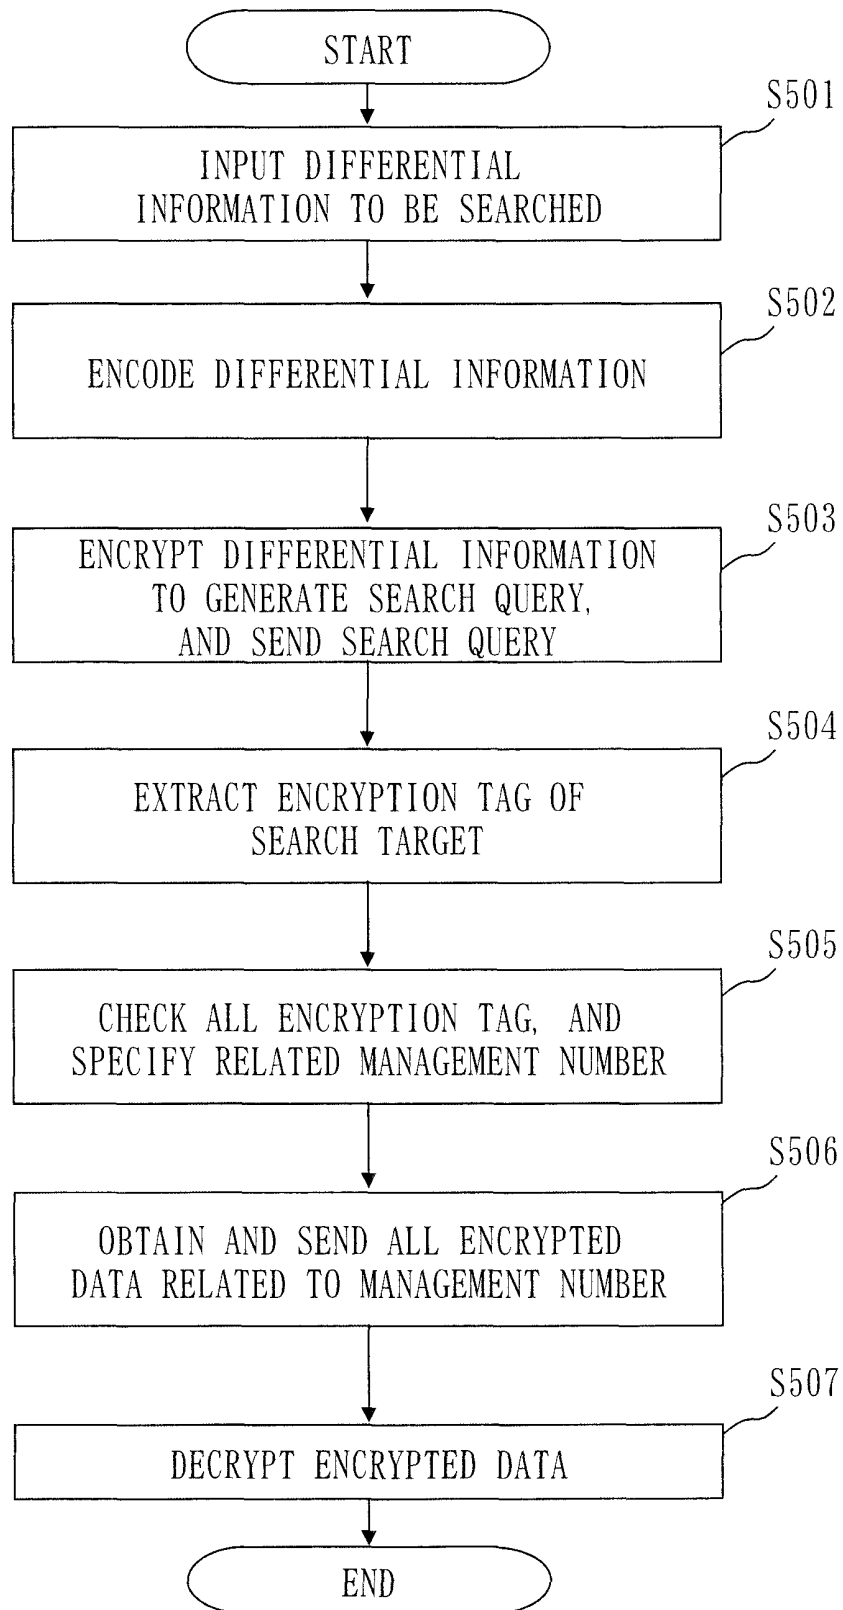 START
S501
INPUT DIFFERENTIAL
INFORMATION TO BE SEARCHED
S502
ENCODE DIFFERENTIAL INFORMATION
S503
ENCRYPT DIFFERENTIAL INFORMATION
TO GENERATE SEARCH QUERY,
AND SEND SEARCH QUERY
S504
EXTRACT ENCRYPTION TAG OF
SEARCH TARGET
S505
CHECK ALL ENCRYPTION TAG, AND
SPECIFY RELATED MANAGEMENT NUMBER
S506
OBTAIN AND SEND ALL ENCRYPTED
DATA RELATED TO MANAGEMENT NUMBER
S507
DECRYPT ENCRYPTED DATA
END